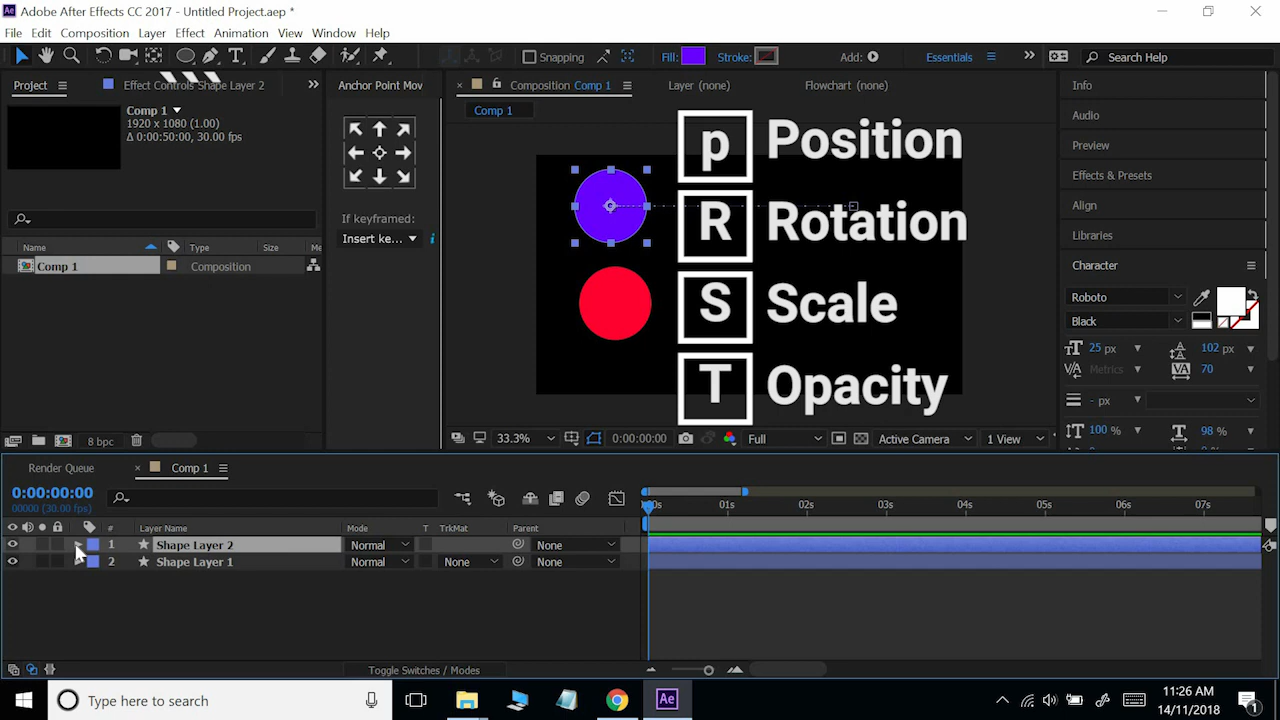 Adobe After Effects CC 2017 - Untitled Project.aep *
File Edit Composition Layer Effect Animation View Window Help
Snapping Fill: Stroke: Add: Essentials Search Help
Project Effect Controls Shape Layer 2
Comp 1
1920 x 1080 (1.00)
Δ 0:00:50:00, 30.00 fps
Name Type Size Me
Comp 1 Composition
8 bpc
Anchor Point Mov
If keyframed:
Insert ke...
Composition Comp 1 Layer (none) Flowchart (none)
Comp 1
p Position
R Rotation
S Scale
T Opacity
33.3% 0:00:00:00 Full Active Camera 1 View
Info
Audio
Preview
Effects & Presets
Align
Libraries
Character
Roboto
Black
25 px 102 px
Metrics 70
- px
100 % 98 %
Render Queue Comp 1
0:00:00:00
00000 (30.00 fps)
:00s 01s 02s 03s 04s 05s 06s 07s
# Layer Name Mode T TrkMat Parent
1 Shape Layer 2 Normal None
2 Shape Layer 1 Normal None None
Toggle Switches / Modes
Type here to search
11:26 AM
14/11/2018
1